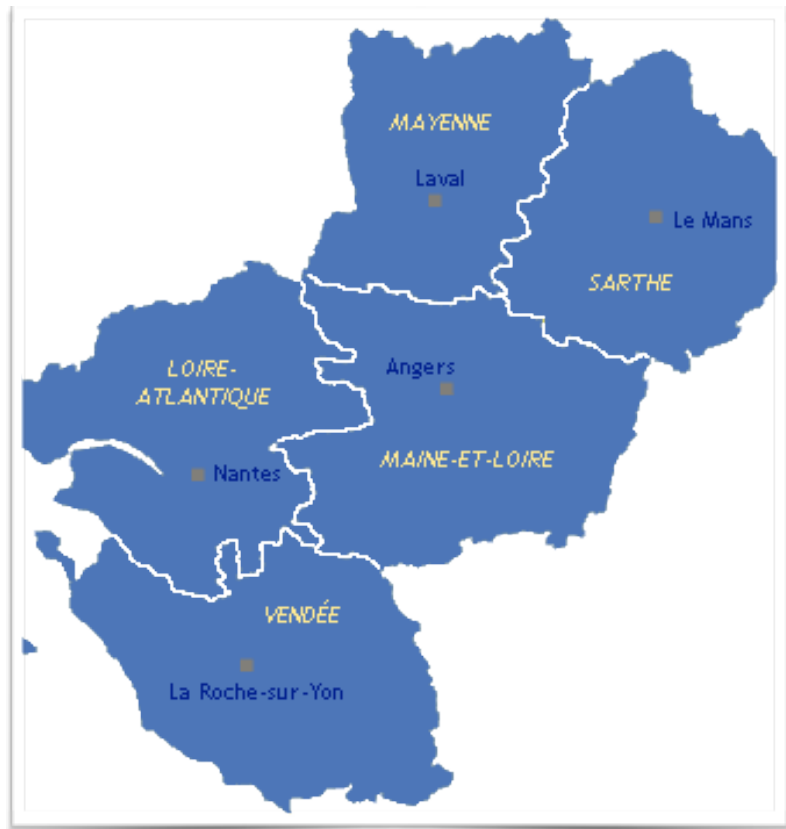 MAYENNE
Laval
Le Mans
SARTHE
Angers
LOIRE-
ATLANTIQUE
MAINE-ET-LOIRE
Nantes
VENDÉE
La Roche-sur-Yon